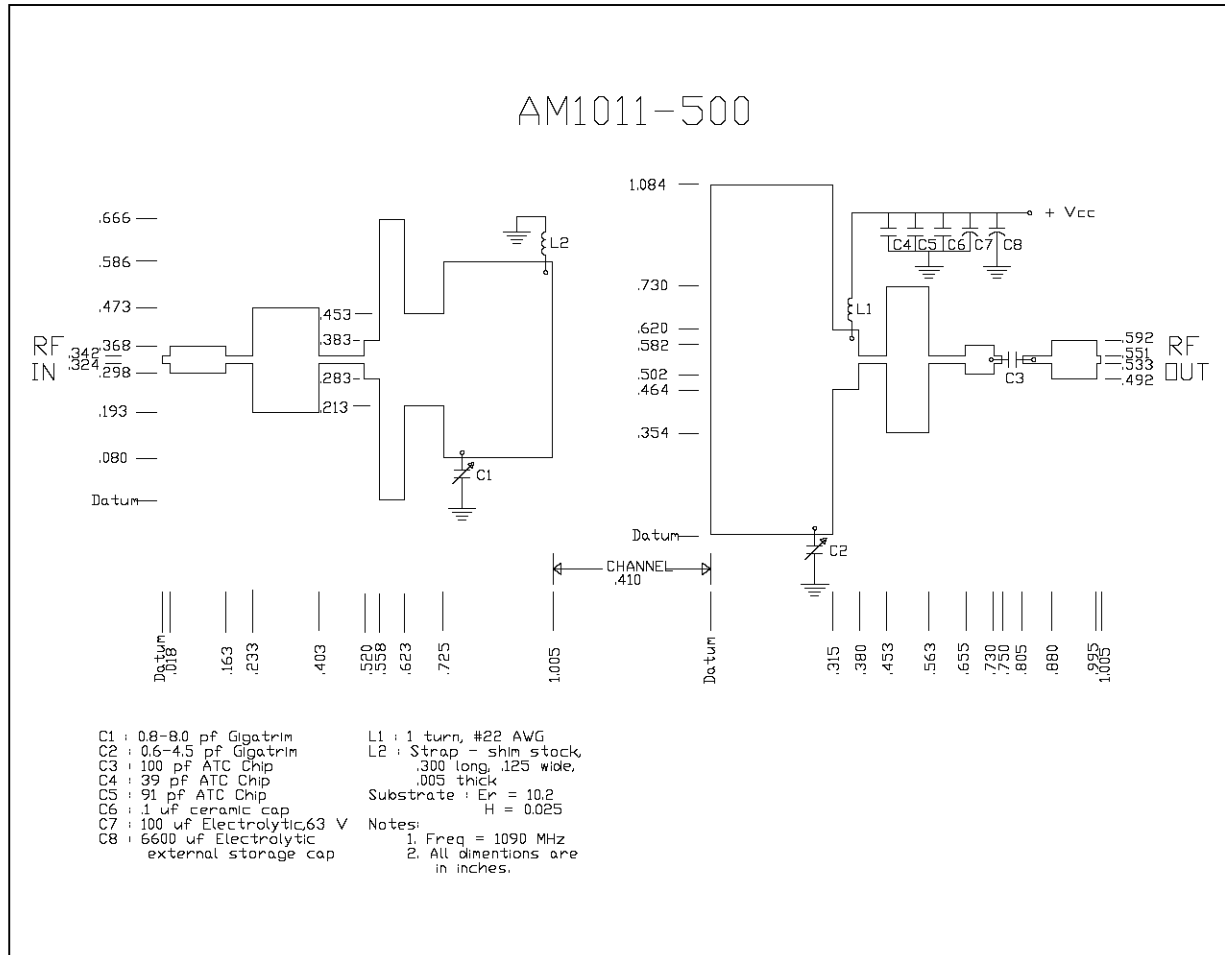 AM1011-500
.666
.586
.473
.368
.342
.324
.298
.193
.080
Datum
RF
IN
.453
.383
.283
.213
L2
C1
1.084
.730
.620
.582
.502
.464
.354
Datum
+ Vcc
C4 C5 C6 C7 C8
L1
C3
C2
.592
.551
.533
.492
RF
OUT
CHANNEL
.410
Datum
.018
.163
.233
.403
.520
.558
.623
.725
1.005
Datum
.315
.380
.453
.563
.655
.730
.750
.805
.880
.995
1.005
C1 : 0.8-8.0 pf Gigatrim
C2 : 0.6-4.5 pf Gigatrim
C3 : 100 pf ATC Chip
C4 : 39 pf ATC Chip
C5 : 91 pf ATC Chip
C6 : .1 uf ceramic cap
C7 : 100 uf Electrolytic,63 V
C8 : 6600 uf Electrolytic
external storage cap
L1 : 1 turn, #22 AWG
L2 : Strap - shim stock,
.300 long, .125 wide,
.005 thick
Substrate : Er = 10.2
H = 0.025
Notes:
1. Freq = 1090 MHz
2. All dimentions are
in inches.